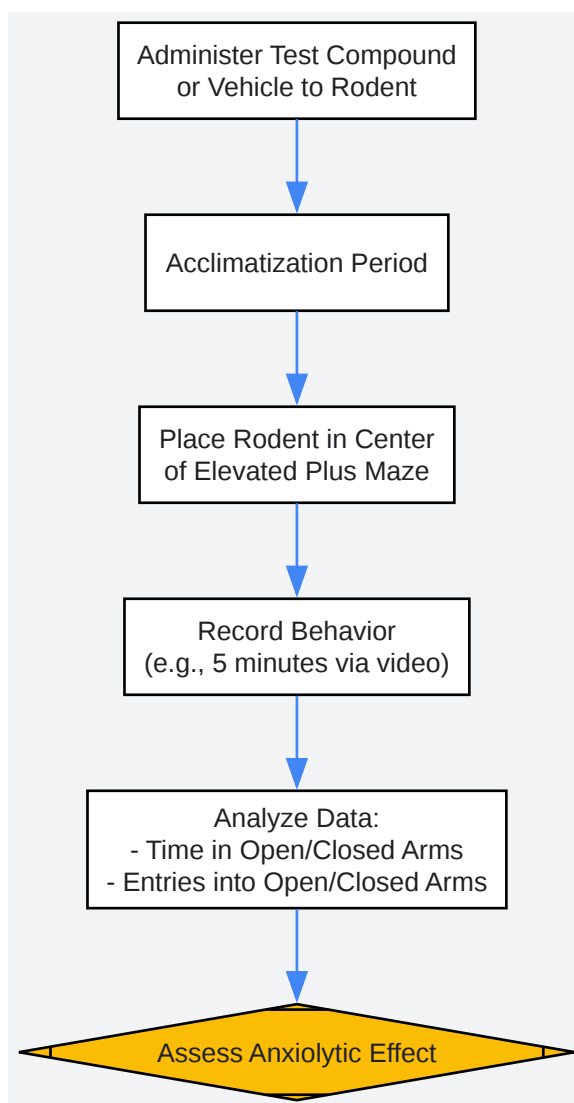 Administer Test Compound
or Vehicle to Rodent
Acclimatization Period
Place Rodent in Center
of Elevated Plus Maze
Record Behavior
(e.g., 5 minutes via video)
Analyze Data:
- Time in Open/Closed Arms
- Entries into Open/Closed Arms
Assess Anxiolytic Effect